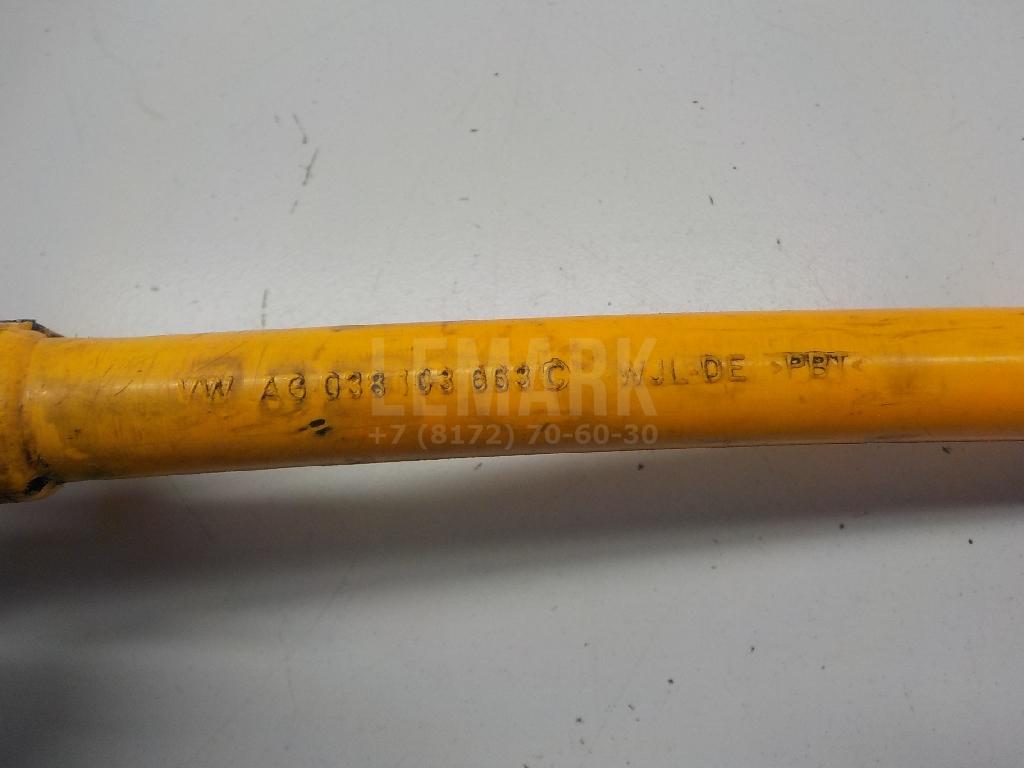 VW AG 038 103 663 C WJL-DE >PBT<
LEMARK
+7 (8172) 70-60-30